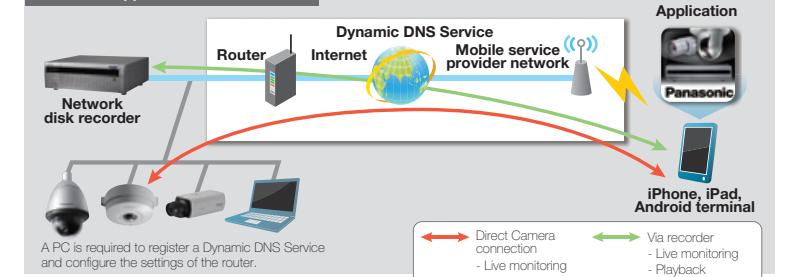 Application
Dynamic DNS Service
Router
Internet
Mobile service
provider network
Panasonic
Network
disk recorder
iPhone, iPad,
Android terminal
A PC is required to register a Dynamic DNS Service
and configure the settings of the router.
Direct Camera
connection
- Live monitoring
Via recorder
- Live monitoring
- Playback